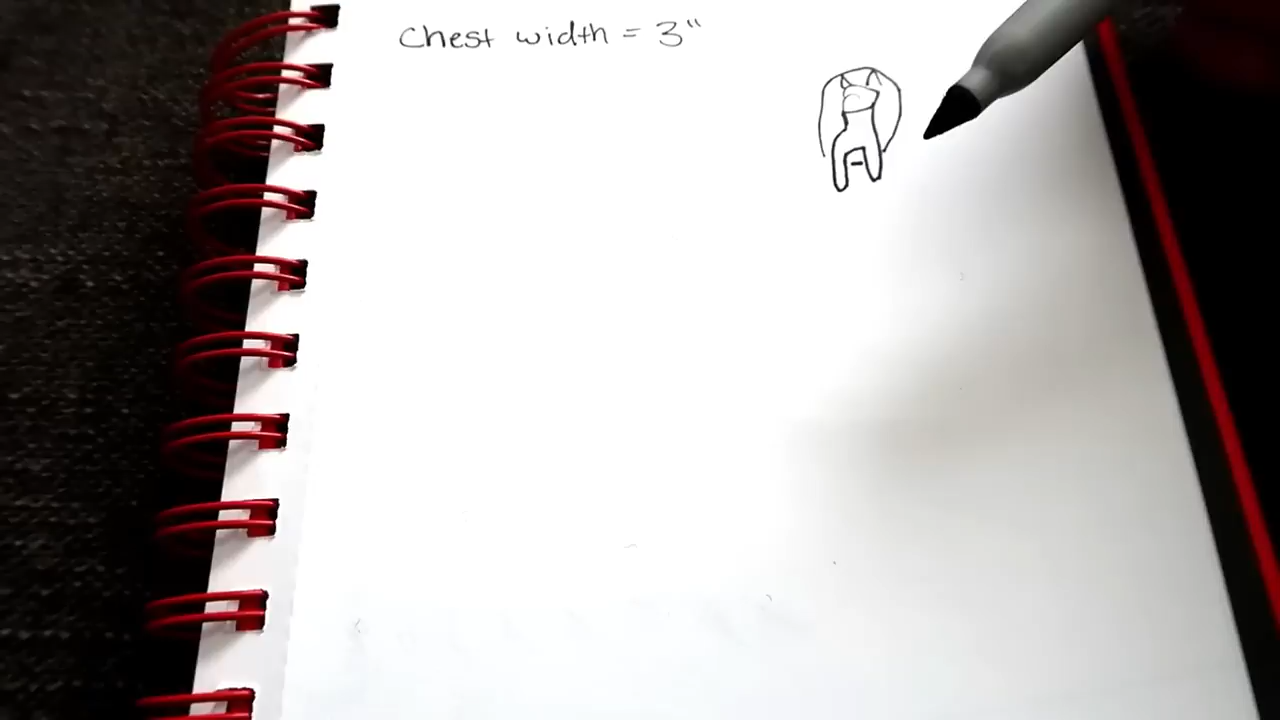 Chest width = 3"